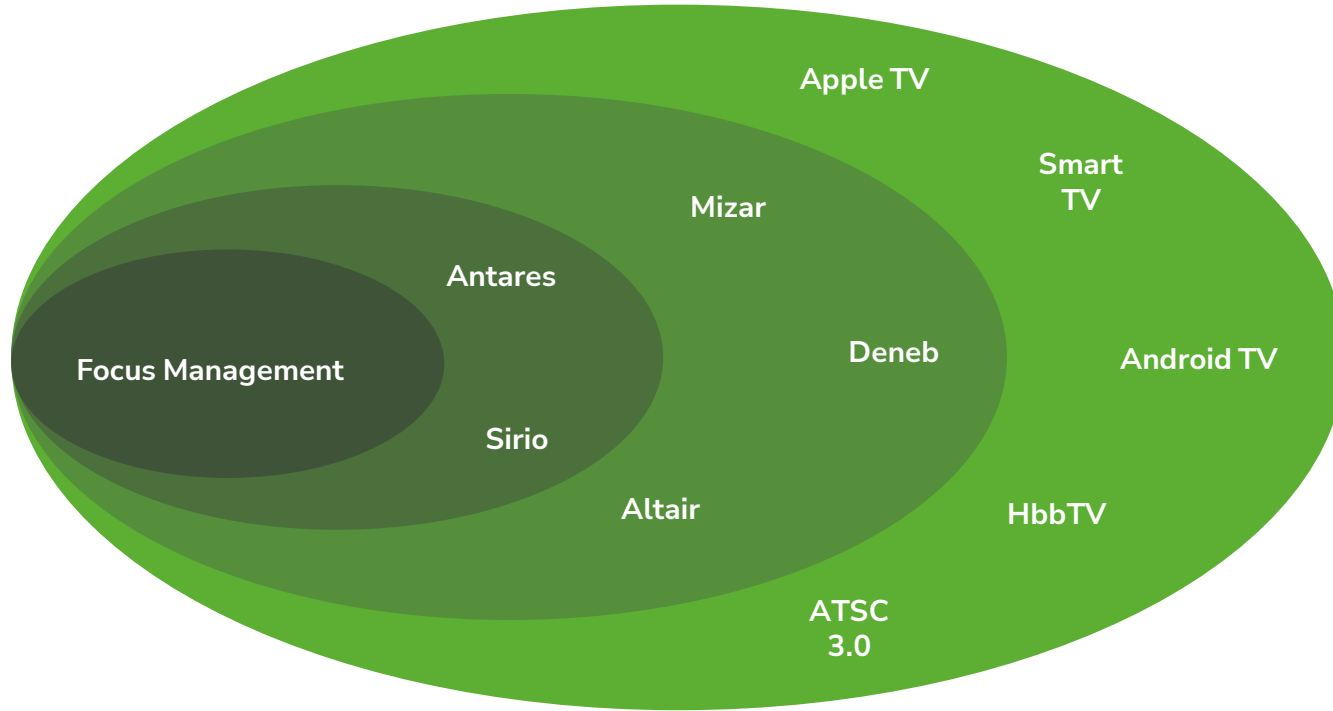 Apple TV
Smart
TV
Mizar
Antares
Deneb
Android TV
Focus Management
Sirio
Altair
HbbTV
ATSC
3.0